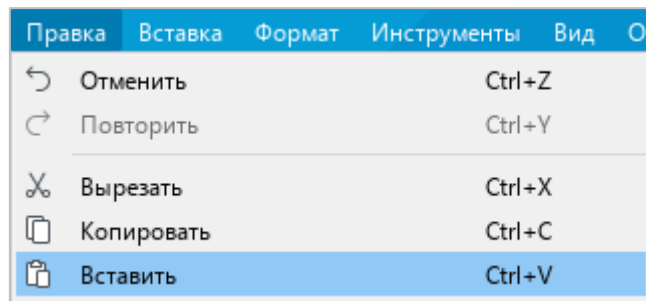 Правка Вставка Формат Инструменты Вид
Отменить Ctrl+Z
Повторить Ctrl+Y
Вырезать Ctrl+X
Копировать Ctrl+C
Вставить Ctrl+V